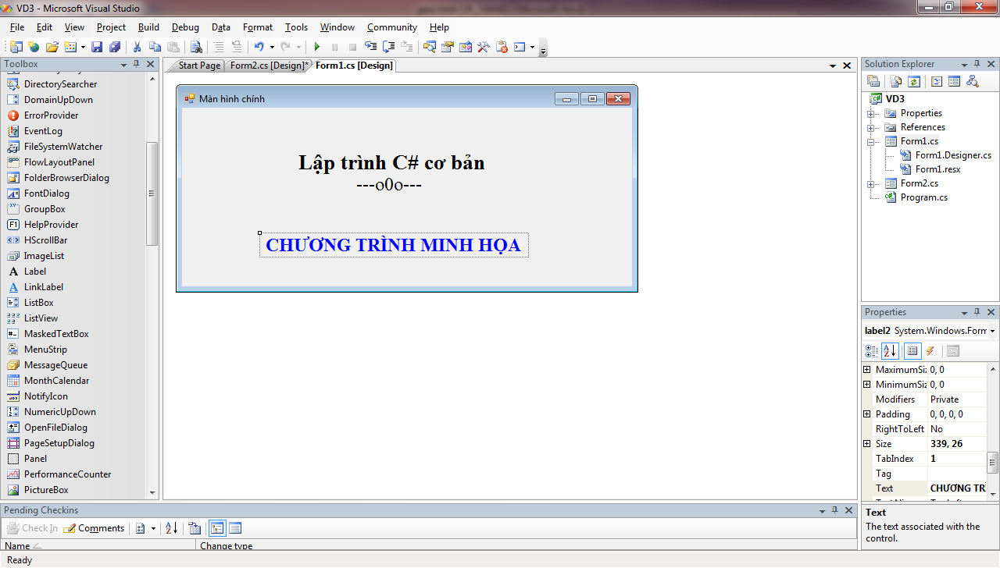 VD3 - Microsoft Visual Studio
File Edit View Project Build Debug Data Format Tools Window Community Help
Toolbox
DirectorySearcher
DomainUpDown
ErrorProvider
EventLog
FileSystemWatcher
FlowLayoutPanel
FolderBrowserDialog
FontDialog
GroupBox
HelpProvider
HScrollBar
ImageList
Label
LinkLabel
ListBox
ListView
MaskedTextBox
MenuStrip
MessageQueue
MonthCalendar
NotifyIcon
NumericUpDown
OpenFileDialog
PageSetupDialog
Panel
PerformanceCounter
PictureBox
Start Page Form2.cs [Design]* Form1.cs [Design]
Màn hình chính
Lập trình C# cơ bản
---o0o---
CHƯƠNG TRÌNH MINH HỌA
Solution Explorer
VD3
Properties
References
Form1.cs
Form1.Designer.cs
Form1.resx
Form2.cs
Program.cs
Properties
label2 System.Windows.Form
MaximumSiz 0, 0
MinimumSiz 0, 0
Modifiers Private
Padding 0, 0, 0, 0
RightToLeft No
Size 339, 26
TabIndex 1
Tag
Text CHƯƠNG TRÌ
Text
The text associated with the
control.
Pending Checkins
Check In Comments
Name Change type
Ready